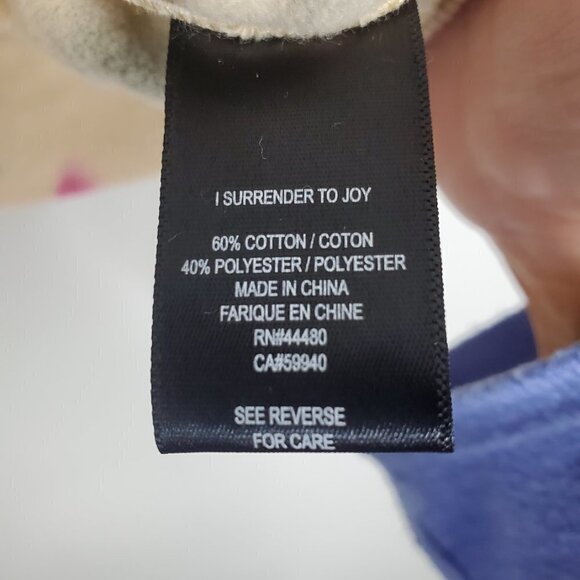 I SURRENDER TO JOY
60% COTTON / COTON
40% POLYESTER / POLYESTER
MADE IN CHINA
FARIQUE EN CHINE
RN#44480
CA#59940
SEE REVERSE
FOR CARE